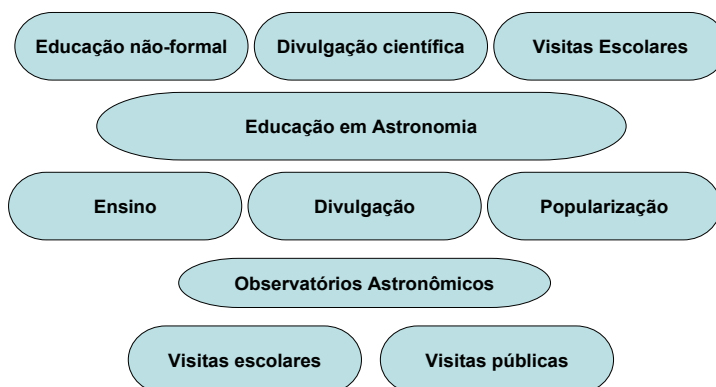 Educação não-formal
Divulgação científica
Visitas Escolares
Educação em Astronomia
Ensino
Divulgação
Popularização
Observatórios Astronômicos
Visitas escolares
Visitas públicas